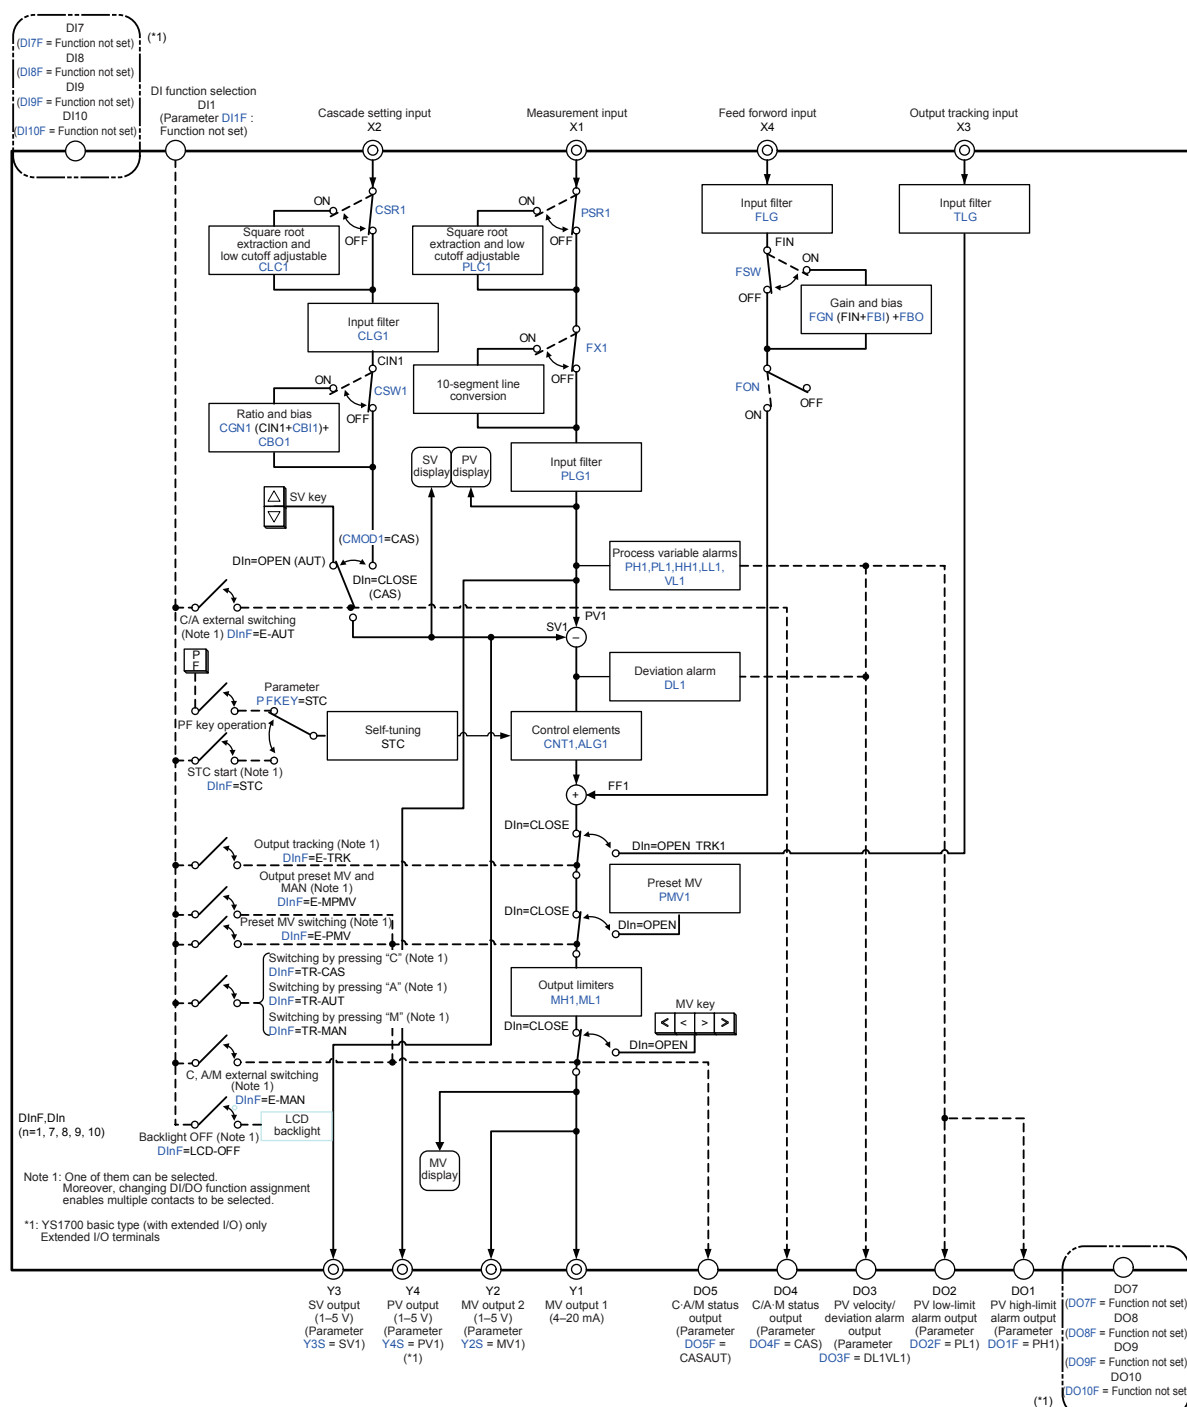 DI7
(DI7F = Function not set)
DI8
(DI8F = Function not set)
DI9
(DI9F = Function not set)
DI10
(DI10F = Function not set)
(*1)
DI function selection
DI1
(Parameter DI1F :
Function not set)
Cascade setting input
X2
Measurement input
X1
Feed forword input
X4
Output tracking input
X3
ON
CSR1
OFF
Square root
extraction and
low cutoff adjustable
CLC1
ON
PSR1
OFF
Square root
extraction and low
cutoff adjustable
PLC1
Input filter
FLG
Input filter
TLG
FIN
FSW
ON
OFF
Gain and bias
FGN (FIN+FBI) +FBO
Input filter
CLG1
CIN1
ON
CSW1
OFF
Ratio and bias
CGN1 (CIN1+CBI1)+
CBO1
ON
FX1
OFF
10-segment line
conversion
FON
OFF
ON
SV
display
PV
display
Input filter
PLG1
SV key
(CMOD1=CAS)
DIn=OPEN (AUT)
DIn=CLOSE
(CAS)
Process variable alarms
PH1,PL1,HH1,LL1,
VL1
C/A external switching
(Note 1) DInF=E-AUT
PV1
SV1
−
Deviation alarm
DL1
P
F
Parameter
PFKEY=STC
PF key operation
Self-tuning
STC
Control elements
CNT1,ALG1
STC start (Note 1)
DInF=STC
+
FF1
DIn=CLOSE
DIn=OPEN TRK1
Output tracking (Note 1)
DInF=E-TRK
Output preset MV and
MAN (Note 1)
DInF=E-MPMV
Preset MV
PMV1
DIn=CLOSE
DIn=OPEN
Preset MV switching (Note 1)
DInF=E-PMV
Switching by pressing “C” (Note 1)
DInF=TR-CAS
Switching by pressing “A” (Note 1)
DInF=TR-AUT
Switching by pressing “M” (Note 1)
DInF=TR-MAN
Output limiters
MH1,ML1
MV key
< < > >
DIn=CLOSE
DIn=OPEN
C, A/M external switching
(Note 1)
DInF=E-MAN
DInF,DIn
(n=1, 7, 8, 9, 10)
LCD
backlight
Backlight OFF (Note 1)
DInF=LCD-OFF
MV
display
Note 1: One of them can be selected.
Moreover, changing DI/DO function assignment
enables multiple contacts to be selected.
*1: YS1700 basic type (with extended I/O) only
Extended I/O terminals
Y3
SV output
(1–5 V)
(Parameter
Y3S = SV1)
Y4
PV output
(1–5 V)
(Parameter
Y4S = PV1)
(*1)
Y2
MV output 2
(1–5 V)
(Parameter
Y2S = MV1)
Y1
MV output 1
(4–20 mA)
DO5
C·A/M status
output
(Parameter
DO5F =
CASAUT)
DO4
C/A·M status
output
(Parameter
DO4F = CAS)
DO3
PV velocity/
deviation alarm
output
(Parameter
DO3F = DL1VL1)
DO2
PV low-limit
alarm output
(Parameter
DO2F = PL1)
DO1
PV high-limit
alarm output
(Parameter
DO1F = PH1)
DO7
(DO7F = Function not set)
DO8
(DO8F = Function not set)
DO9
(DO9F = Function not set)
DO10
(DO10F = Function not set)
(*1)